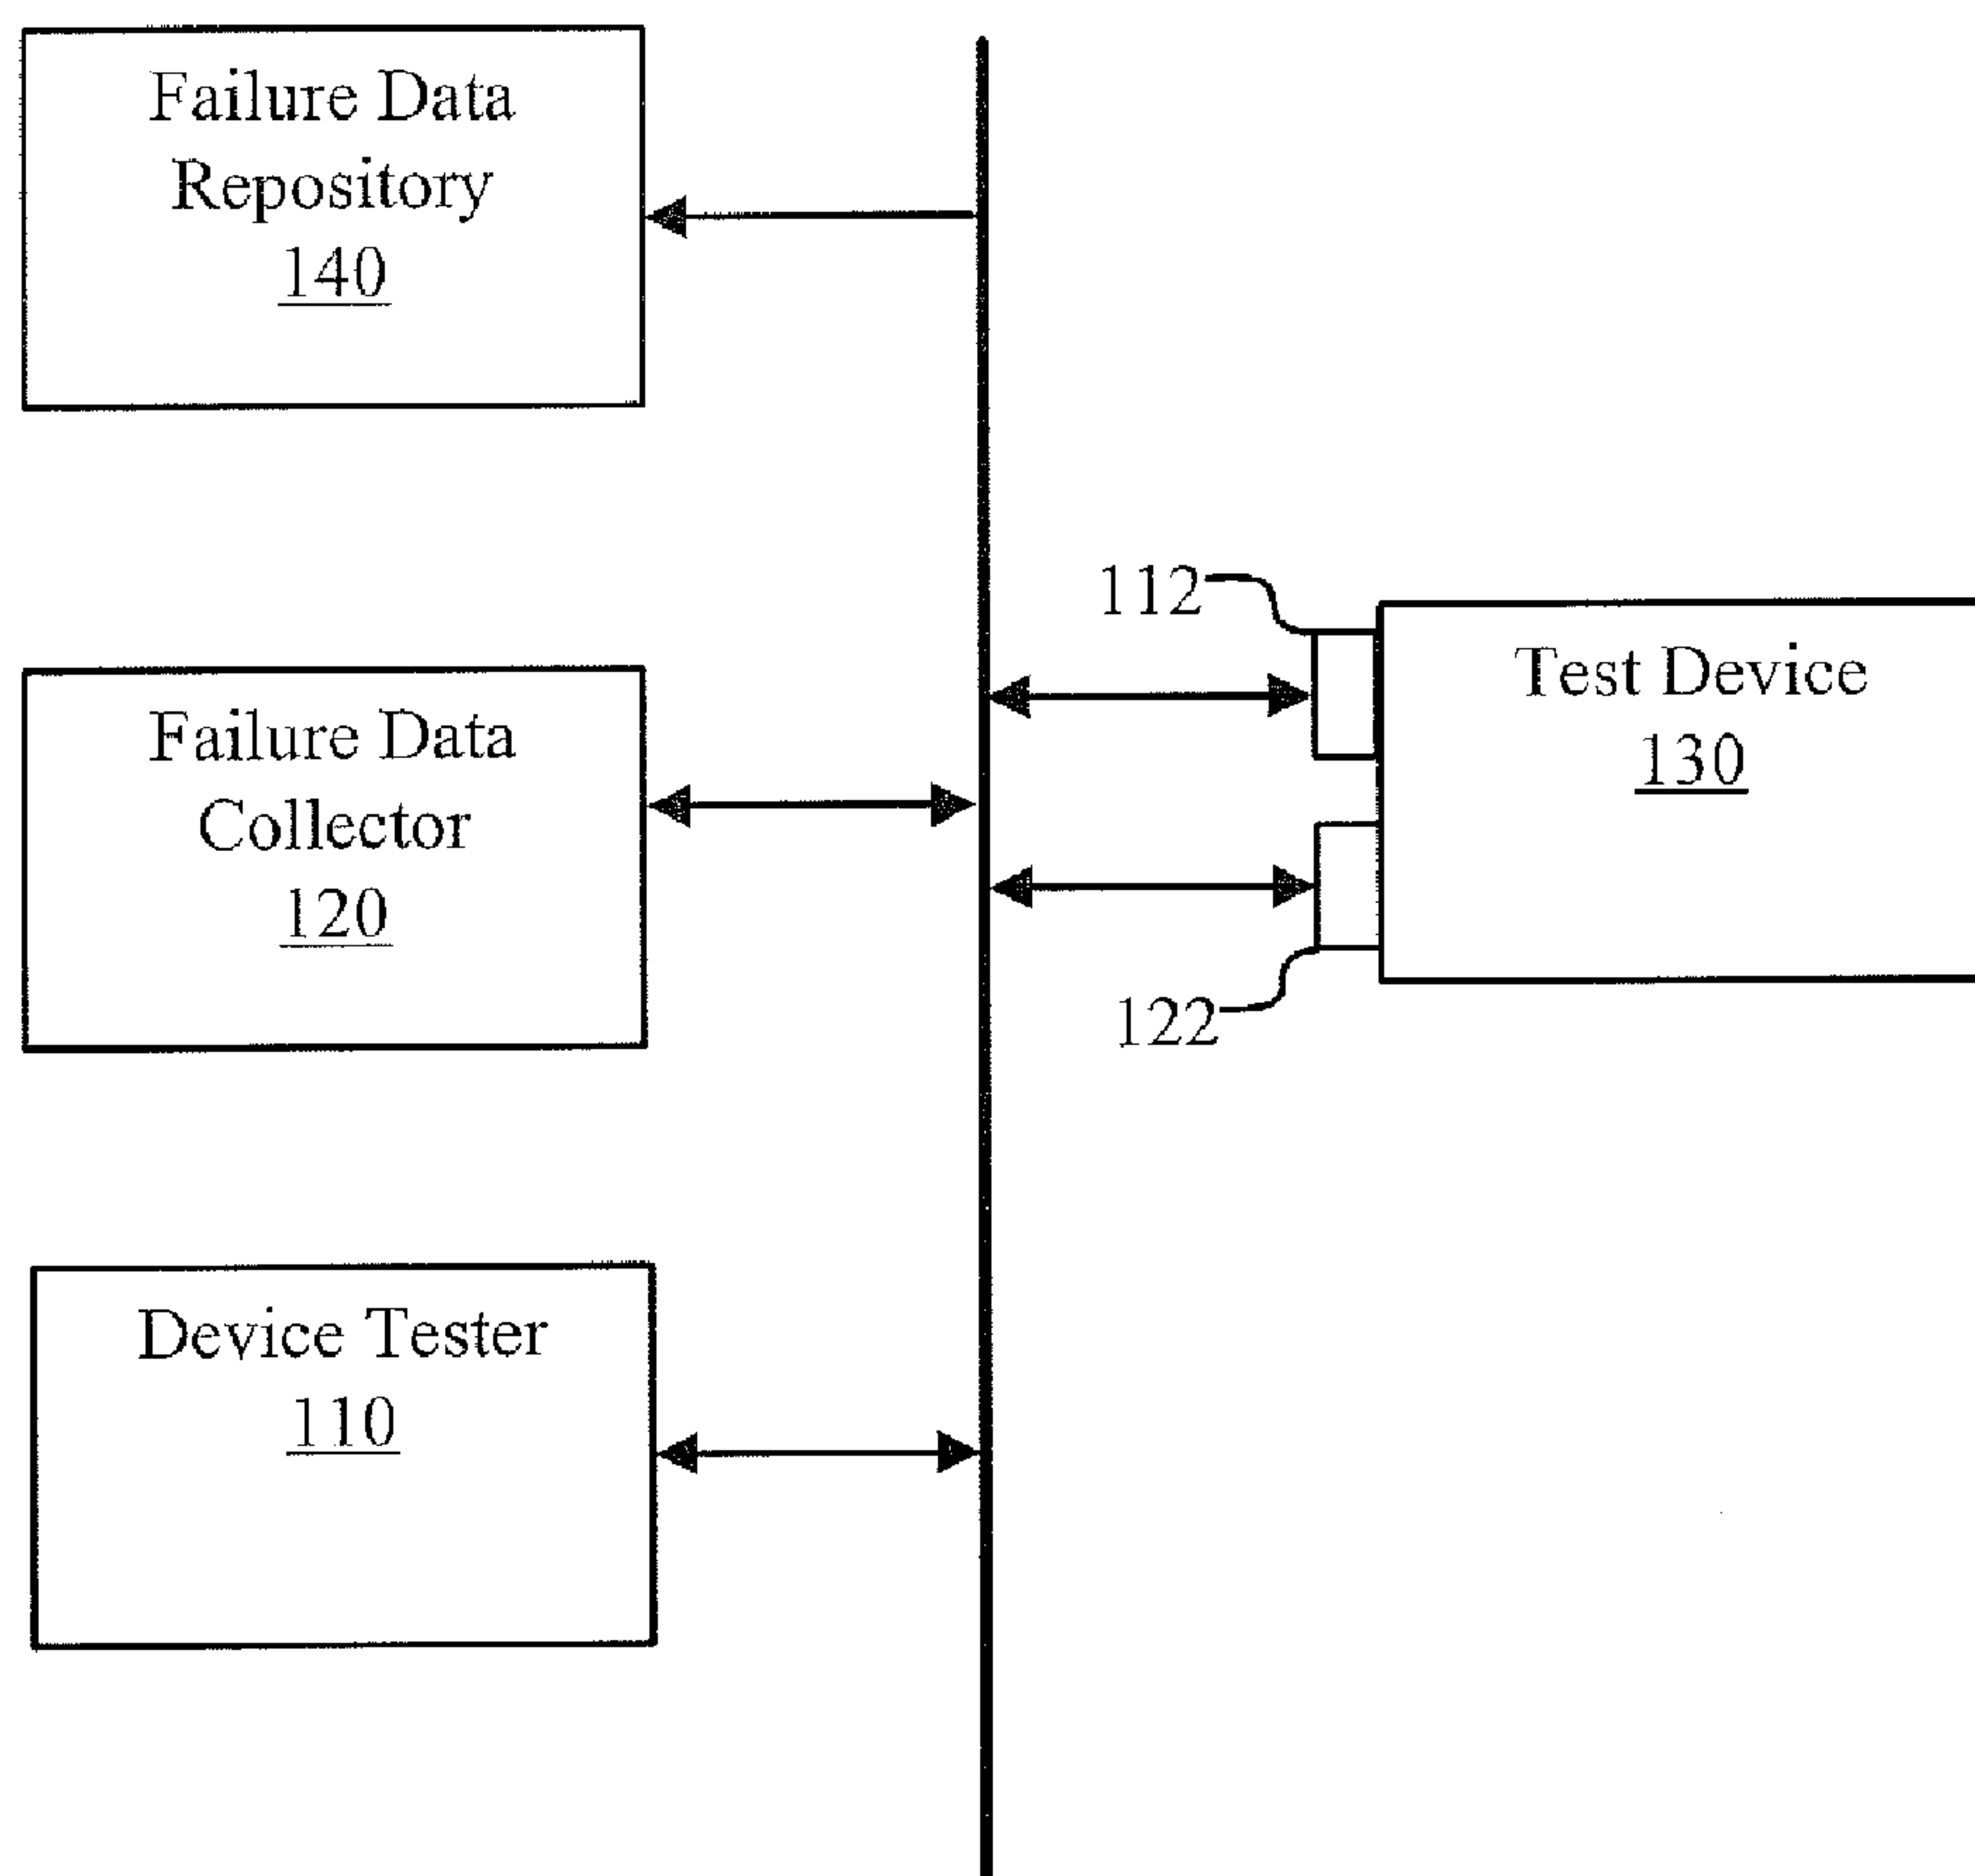 Failure Data
Repository
140
112
Test Device
130
Failure Data
Collector
120
122
Device Tester
110